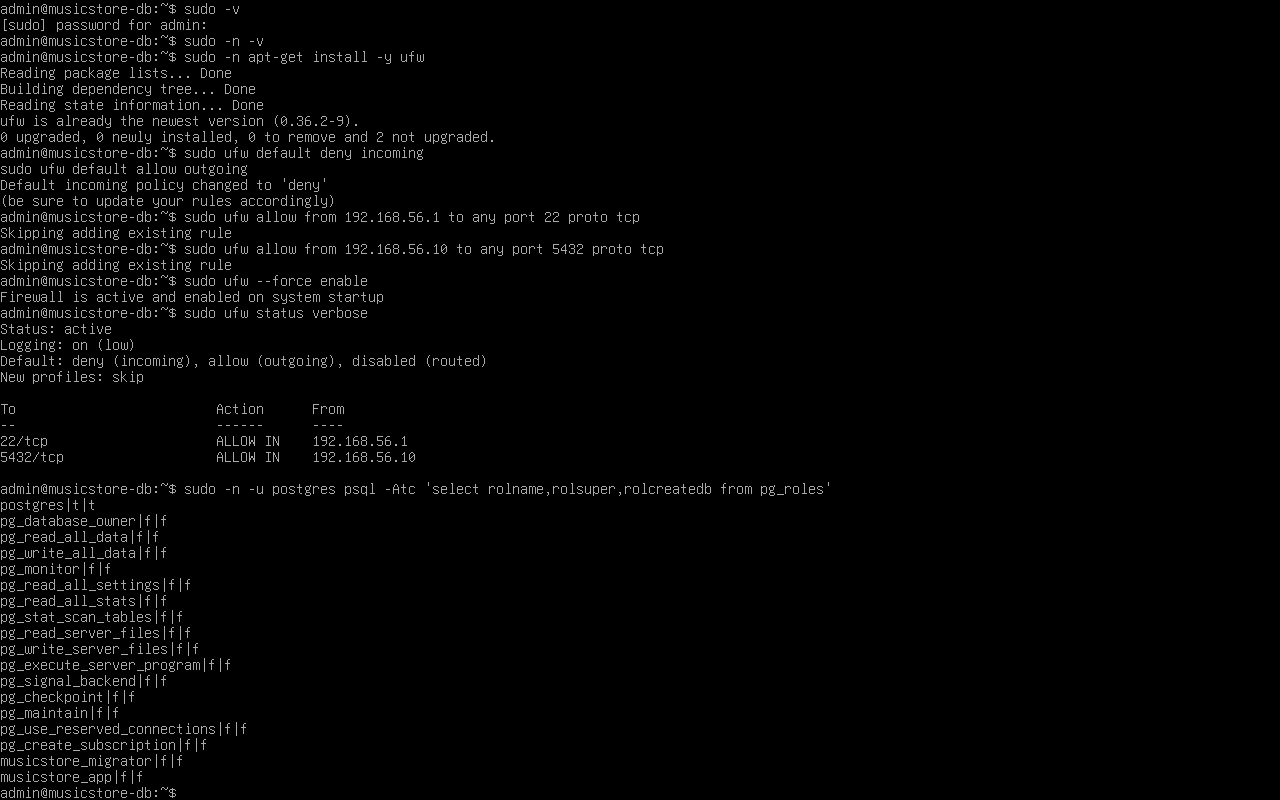 admin@musicstore-db:~$ sudo -v
[sudo] password for admin:
admin@musicstore-db:~$ sudo -n -v
admin@musicstore-db:~$ sudo -n apt-get install -y ufw
Reading package lists... Done
Building dependency tree... Done
Reading state information... Done
ufw is already the newest version (0.36.2-9).
0 upgraded, 0 newly installed, 0 to remove and 2 not upgraded.
admin@musicstore-db:~$ sudo ufw default deny incoming
sudo ufw default allow outgoing
Default incoming policy changed to 'deny'
(be sure to update your rules accordingly)
admin@musicstore-db:~$ sudo ufw allow from 192.168.56.1 to any port 22 proto tcp
Skipping adding existing rule
admin@musicstore-db:~$ sudo ufw allow from 192.168.56.10 to any port 5432 proto tcp
Skipping adding existing rule
admin@musicstore-db:~$ sudo ufw --force enable
Firewall is active and enabled on system startup
admin@musicstore-db:~$ sudo ufw status verbose
Status: active
Logging: on (low)
Default: deny (incoming), allow (outgoing), disabled (routed)
New profiles: skip
To                         Action      From
--                         ------      ----
22/tcp                     ALLOW IN    192.168.56.1
5432/tcp                   ALLOW IN    192.168.56.10
admin@musicstore-db:~$ sudo -n -u postgres psql -Atc 'select rolname,rolsuper,rolcreatedb from pg_roles'
postgres|t|t
pg_database_owner|f|f
pg_read_all_data|f|f
pg_write_all_data|f|f
pg_monitor|f|f
pg_read_all_settings|f|f
pg_read_all_stats|f|f
pg_stat_scan_tables|f|f
pg_read_server_files|f|f
pg_write_server_files|f|f
pg_execute_server_program|f|f
pg_signal_backend|f|f
pg_checkpoint|f|f
pg_maintain|f|f
pg_use_reserved_connections|f|f
pg_create_subscription|f|f
musicstore_migrator|f|f
musicstore_app|f|f
admin@musicstore-db:~$